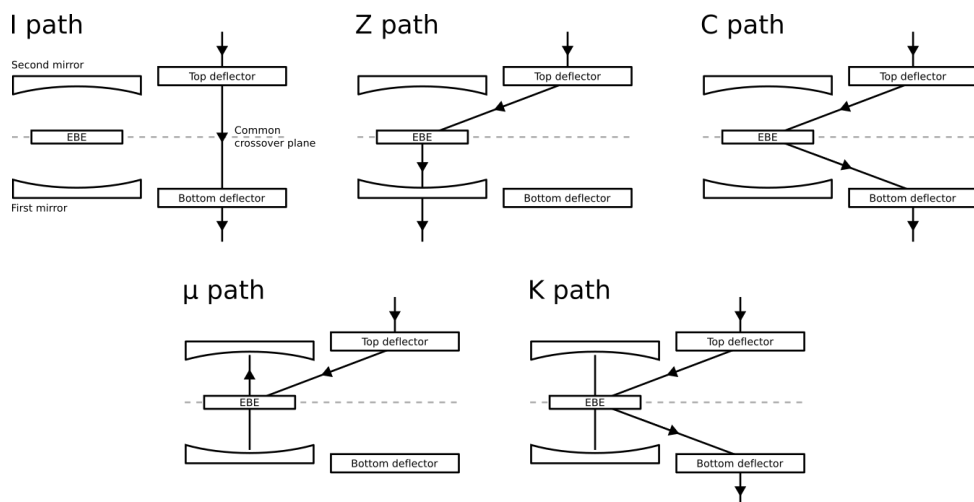 I path
Z path
C path
Second mirror
Top deflector
Top deflector
Top deflector
EBE
Common
crossover plane
EBE
EBE
First mirror
Bottom deflector
Bottom deflector
Bottom deflector
μ path
K path
Top deflector
Top deflector
EBE
EBE
Bottom deflector
Bottom deflector